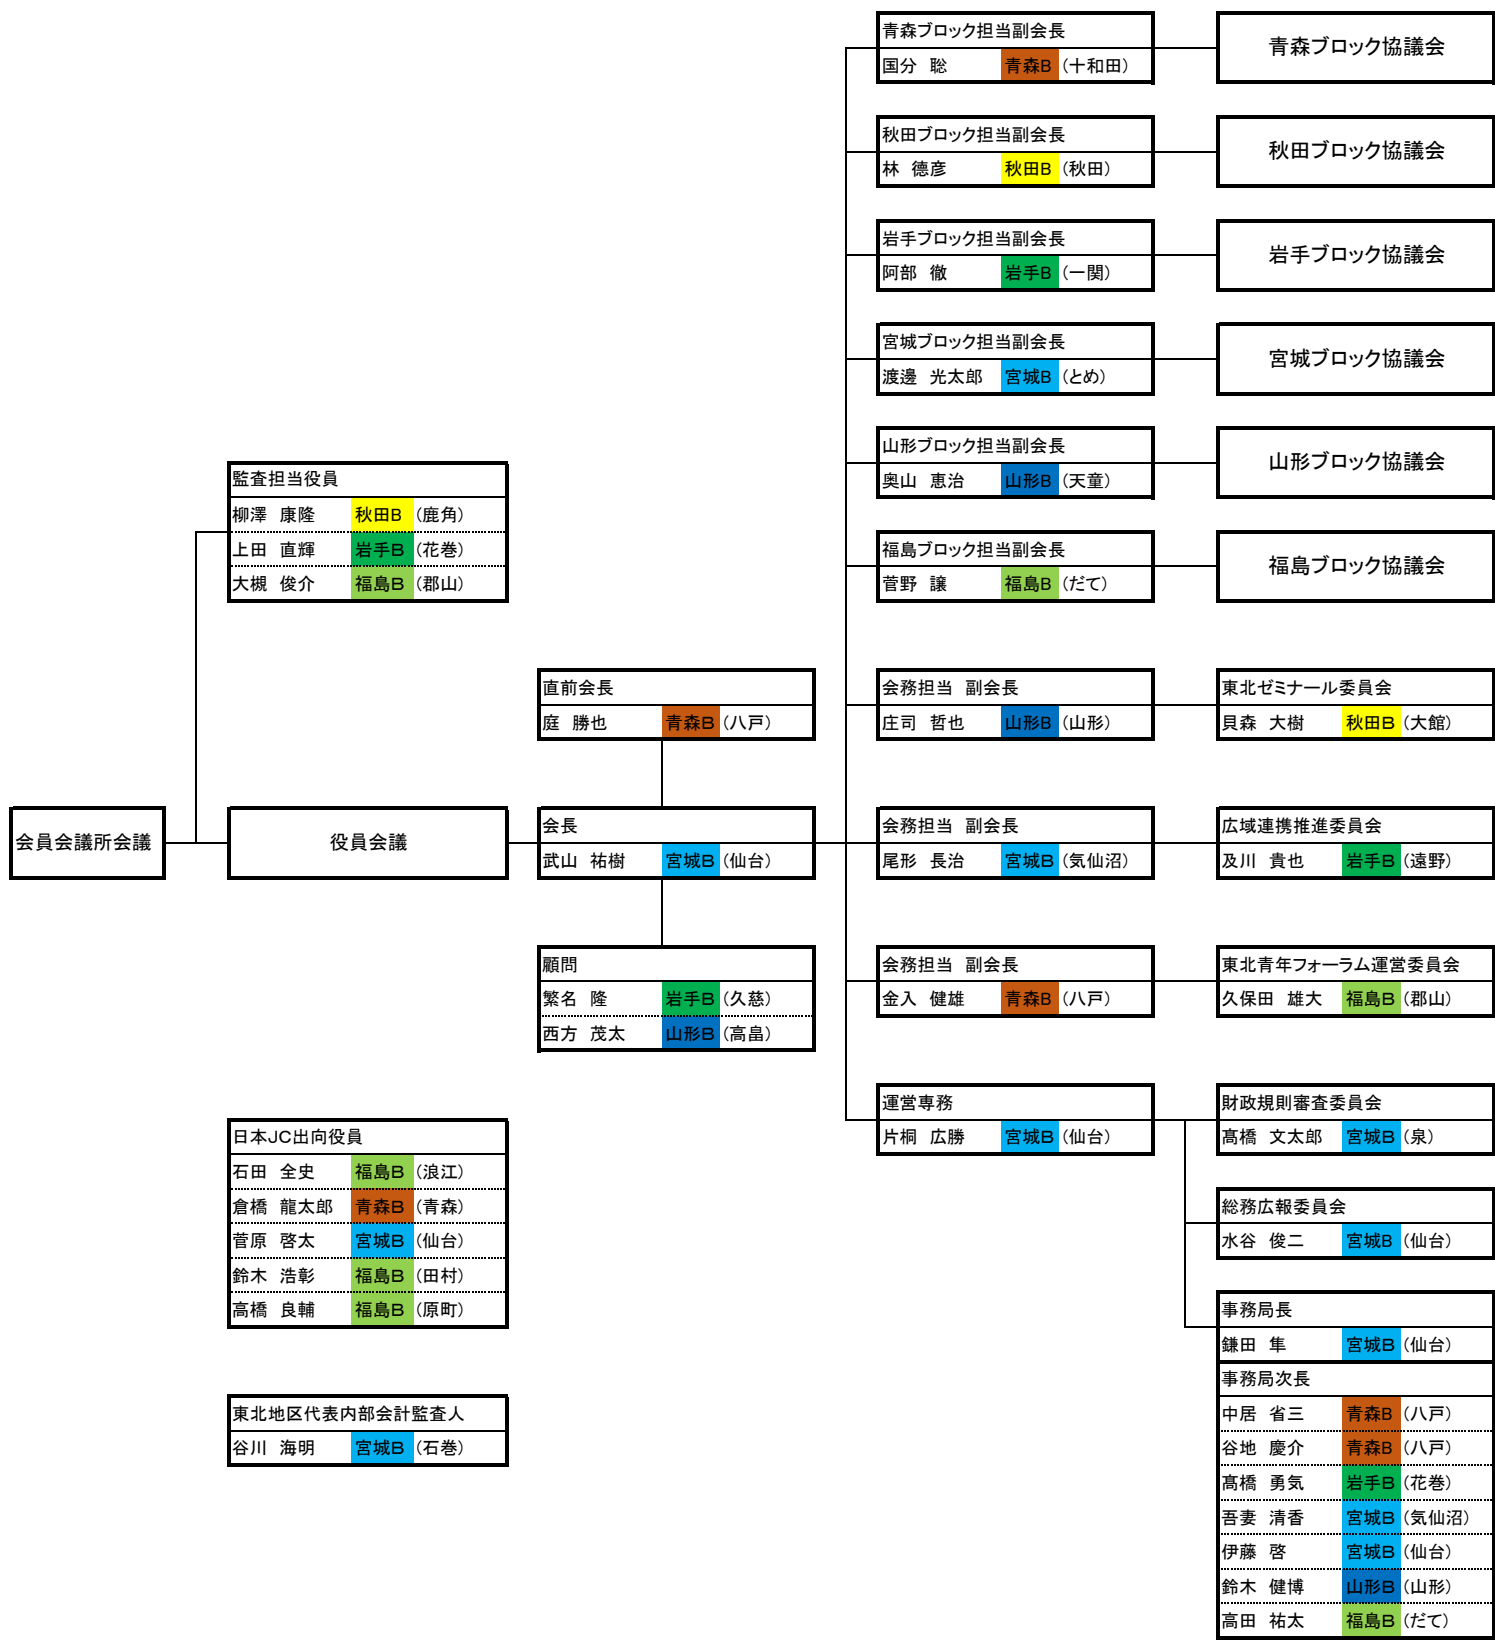 青森ブロック担当副会長
国分 聡 青森B (十和田)
青森ブロック協議会
秋田ブロック担当副会長
林 德彦 秋田B (秋田)
秋田ブロック協議会
岩手ブロック担当副会長
阿部 徹 岩手B (一関)
岩手ブロック協議会
宮城ブロック担当副会長
渡邊 光太郎 宮城B (とめ)
宮城ブロック協議会
山形ブロック担当副会長
奥山 恵治 山形B (天童)
山形ブロック協議会
福島ブロック担当副会長
菅野 譲 福島B (だて)
福島ブロック協議会
監査担当役員
柳澤 康隆 秋田B (鹿角)
上田 直輝 岩手B (花巻)
大槻 俊介 福島B (郡山)
直前会長
庭 勝也 青森B (八戸)
会務担当 副会長
庄司 哲也 山形B (山形)
東北ゼミナール委員会
貝森 大樹 秋田B (大館)
会員会議所会議
役員会議
会長
武山 祐樹 宮城B (仙台)
会務担当 副会長
尾形 長治 宮城B (気仙沼)
広域連携推進委員会
及川 貴也 岩手B (遠野)
顧問
繁名 隆 岩手B (久慈)
西方 茂太 山形B (高畠)
会務担当 副会長
金入 健雄 青森B (八戸)
東北青年フォーラム運営委員会
久保田 雄大 福島B (郡山)
運営専務
片桐 広勝 宮城B (仙台)
財政規則審査委員会
髙橋 文太郎 宮城B (泉)
総務広報委員会
水谷 俊二 宮城B (仙台)
事務局長
鎌田 隼 宮城B (仙台)
事務局次長
中居 省三 青森B (八戸)
谷地 慶介 青森B (八戸)
髙橋 勇気 岩手B (花巻)
吾妻 清香 宮城B (気仙沼)
伊藤 啓 宮城B (仙台)
鈴木 健博 山形B (山形)
高田 祐太 福島B (だて)
日本JC出向役員
石田 全史 福島B (浪江)
倉橋 龍太郎 青森B (青森)
菅原 啓太 宮城B (仙台)
鈴木 浩彰 福島B (田村)
高橋 良輔 福島B (原町)
東北地区代表内部会計監査人
谷川 海明 宮城B (石巻)